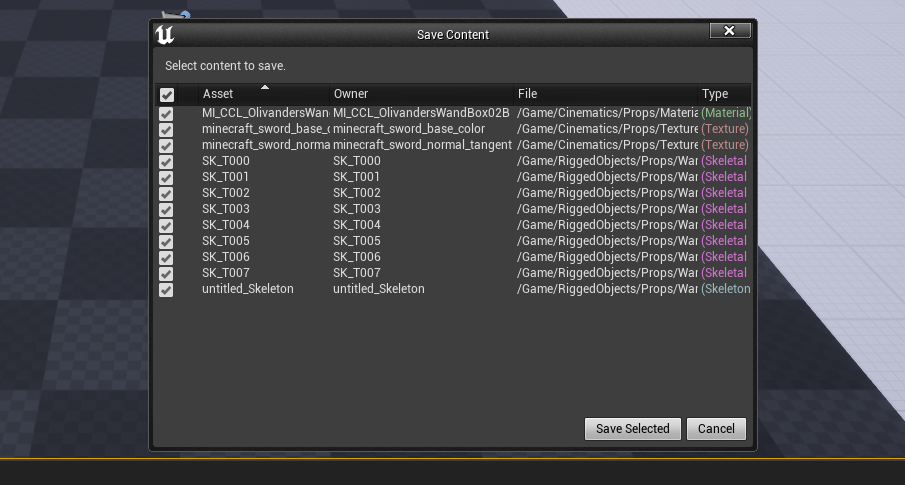 Save Content
Select content to save.
Asset Owner File Type
MI_CCL_OlivandersWan MI_CCL_OlivandersWandBox02B /Game/Cinematics/Props/Materia (Material)
minecraft_sword_base_c minecraft_sword_base_color /Game/Cinematics/Props/Texture (Texture)
minecraft_sword_norma minecraft_sword_normal_tangent /Game/Cinematics/Props/Texture (Texture)
SK_T000 SK_T000 /Game/RiggedObjects/Props/War (Skeletal
SK_T001 SK_T001 /Game/RiggedObjects/Props/War (Skeletal
SK_T002 SK_T002 /Game/RiggedObjects/Props/War (Skeletal
SK_T003 SK_T003 /Game/RiggedObjects/Props/War (Skeletal
SK_T004 SK_T004 /Game/RiggedObjects/Props/War (Skeletal
SK_T005 SK_T005 /Game/RiggedObjects/Props/War (Skeletal
SK_T006 SK_T006 /Game/RiggedObjects/Props/War (Skeletal
SK_T007 SK_T007 /Game/RiggedObjects/Props/War (Skeletal
untitled_Skeleton untitled_Skeleton /Game/RiggedObjects/Props/War (Skeleton
Save Selected Cancel